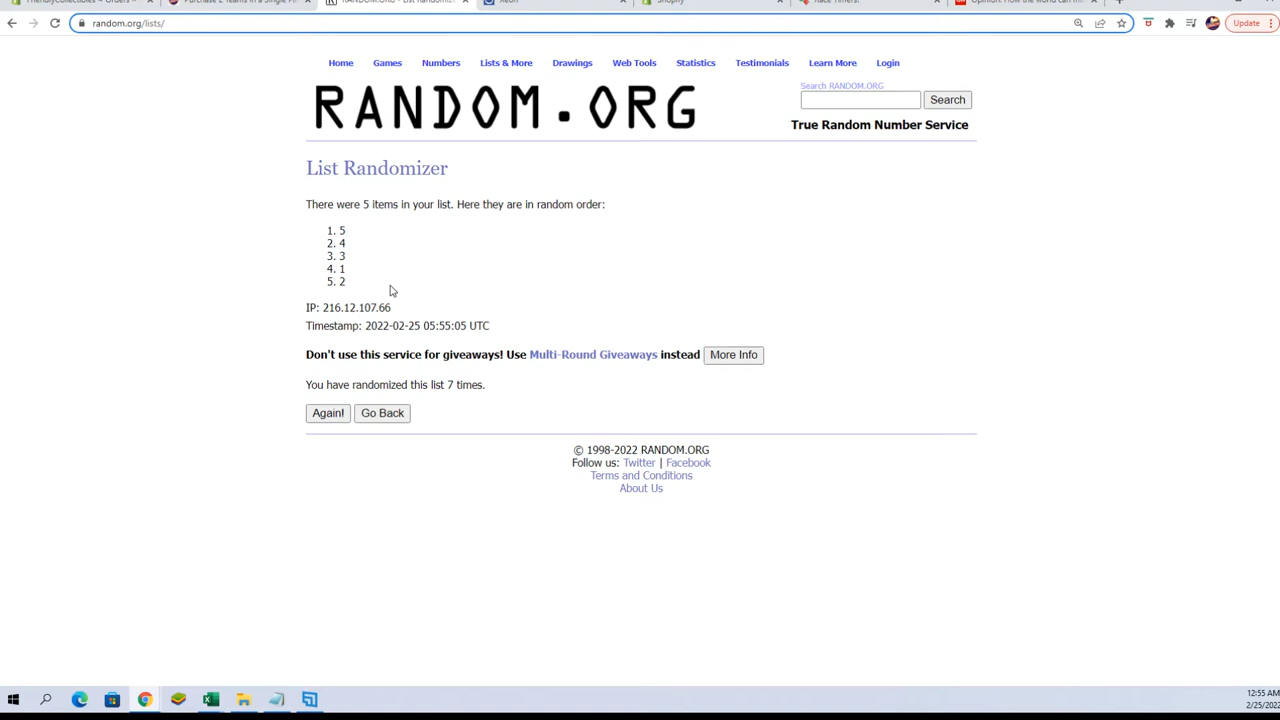 RANDOM.ORG - List Randomiz
Shopify
random.org/lists/
Update
Home Games Numbers Lists & More Drawings Web Tools Statistics Testimonials Learn More Login
RANDOM.ORG
Search RANDOM.ORG
Search
True Random Number Service
List Randomizer
There were 5 items in your list. Here they are in random order:
1. 5
2. 4
3. 3
4. 1
5. 2
IP: 216.12.107.66
Timestamp: 2022-02-25 05:55:05 UTC
Don't use this service for giveaways! Use Multi-Round Giveaways instead More Info
You have randomized this list 7 times.
Again! Go Back
© 1998-2022 RANDOM.ORG
Follow us: Twitter | Facebook
Terms and Conditions
About Us
12:55 AM
2/25/2022